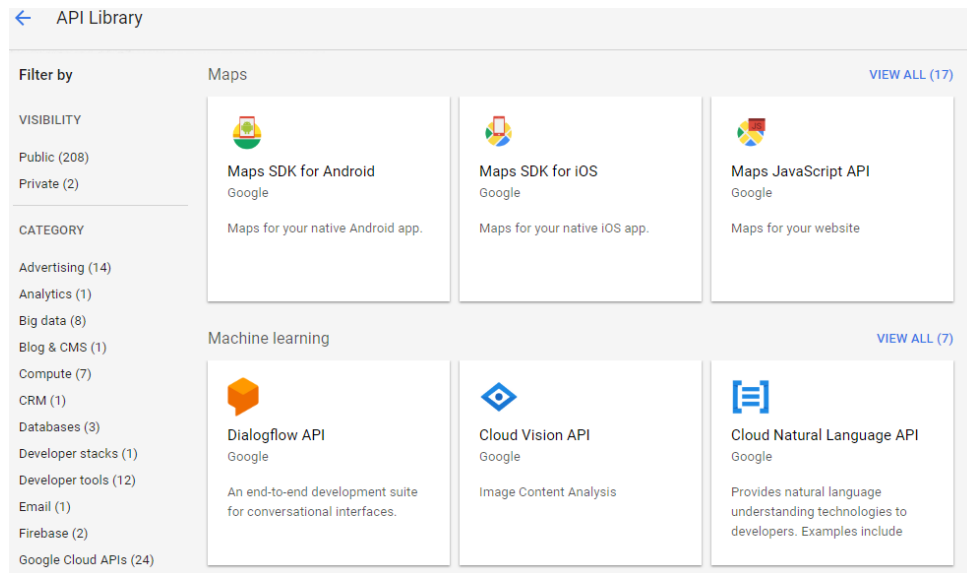 API Library
Filter by
VISIBILITY
Public (208)
Private (2)
CATEGORY
Advertising (14)
Analytics (1)
Big data (8)
Blog & CMS (1)
Compute (7)
CRM (1)
Databases (3)
Developer stacks (1)
Developer tools (12)
Email (1)
Firebase (2)
Google Cloud APIs (24)
Maps
VIEW ALL (17)
Maps SDK for Android
Google
Maps for your native Android app.
Maps SDK for iOS
Google
Maps for your native iOS app.
Maps JavaScript API
Google
Maps for your website
Machine learning
VIEW ALL (7)
Dialogflow API
Google
An end-to-end development suite
for conversational interfaces.
Cloud Vision API
Google
Image Content Analysis
Cloud Natural Language API
Google
Provides natural language
understanding technologies to
developers. Examples include